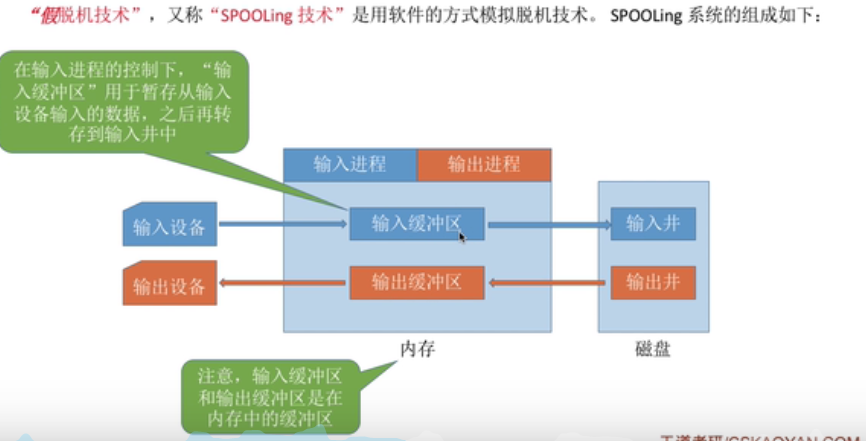 “假脱机技术”，又称“SPOOLing 技术”是用软件的方式模拟脱机技术。SPOOLing 系统的组成如下：
在输入进程的控制下，“输
入缓冲区”用于暂存从输入
设备输入的数据，之后再转
存到输入井中
输入进程
输出进程
输入设备
输入缓冲区
输入井
输出设备
输出缓冲区
输出井
内存
磁盘
注意，输入缓冲区
和输出缓冲区是在
内存中的缓冲区
王道考研/CSKAOYAN.COM